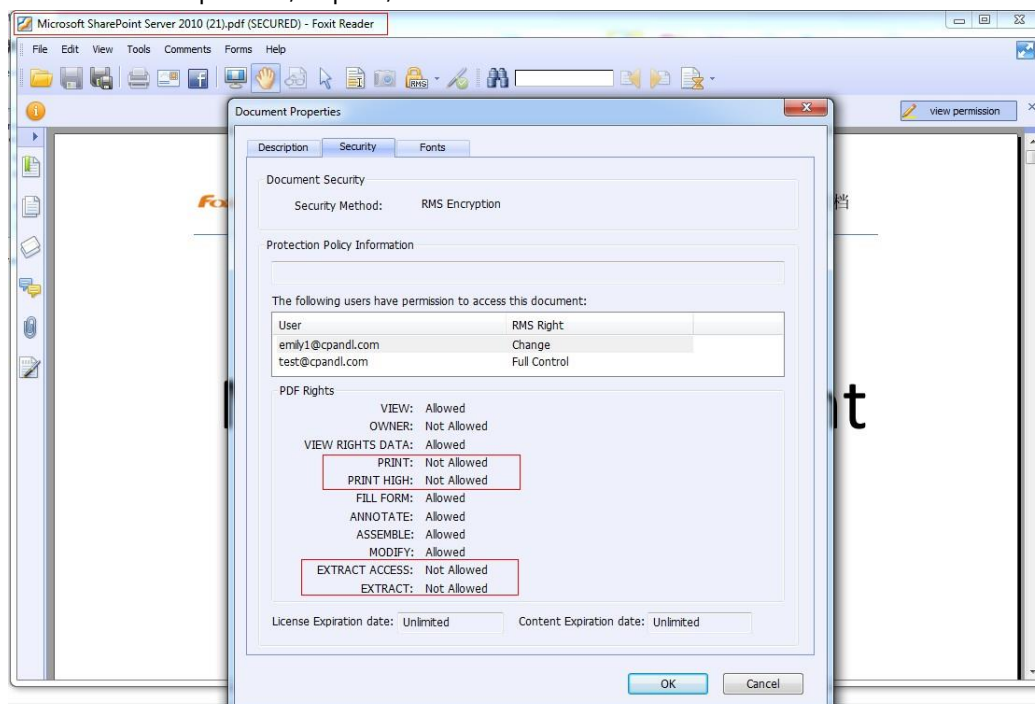 Microsoft SharePoint Server 2010 (21).pdf (SECURED) - Foxit Reader
File Edit View Tools Comments Forms Help
RMS
Document Properties
view permission
Description Security Fonts
Document Security
Security Method: RMS Encryption
Protection Policy Information
The following users have permission to access this document:
User RMS Right
emily1@cpandl.com Change
test@cpandl.com Full Control
PDF Rights
VIEW: Allowed
OWNER: Not Allowed
VIEW RIGHTS DATA: Allowed
PRINT: Not Allowed
PRINT HIGH: Not Allowed
FILL FORM: Allowed
ANNOTATE: Allowed
ASSEMBLE: Allowed
MODIFY: Allowed
EXTRACT ACCESS: Not Allowed
EXTRACT: Not Allowed
License Expiration date: Unlimited Content Expiration date: Unlimited
OK Cancel
Fo
档
t